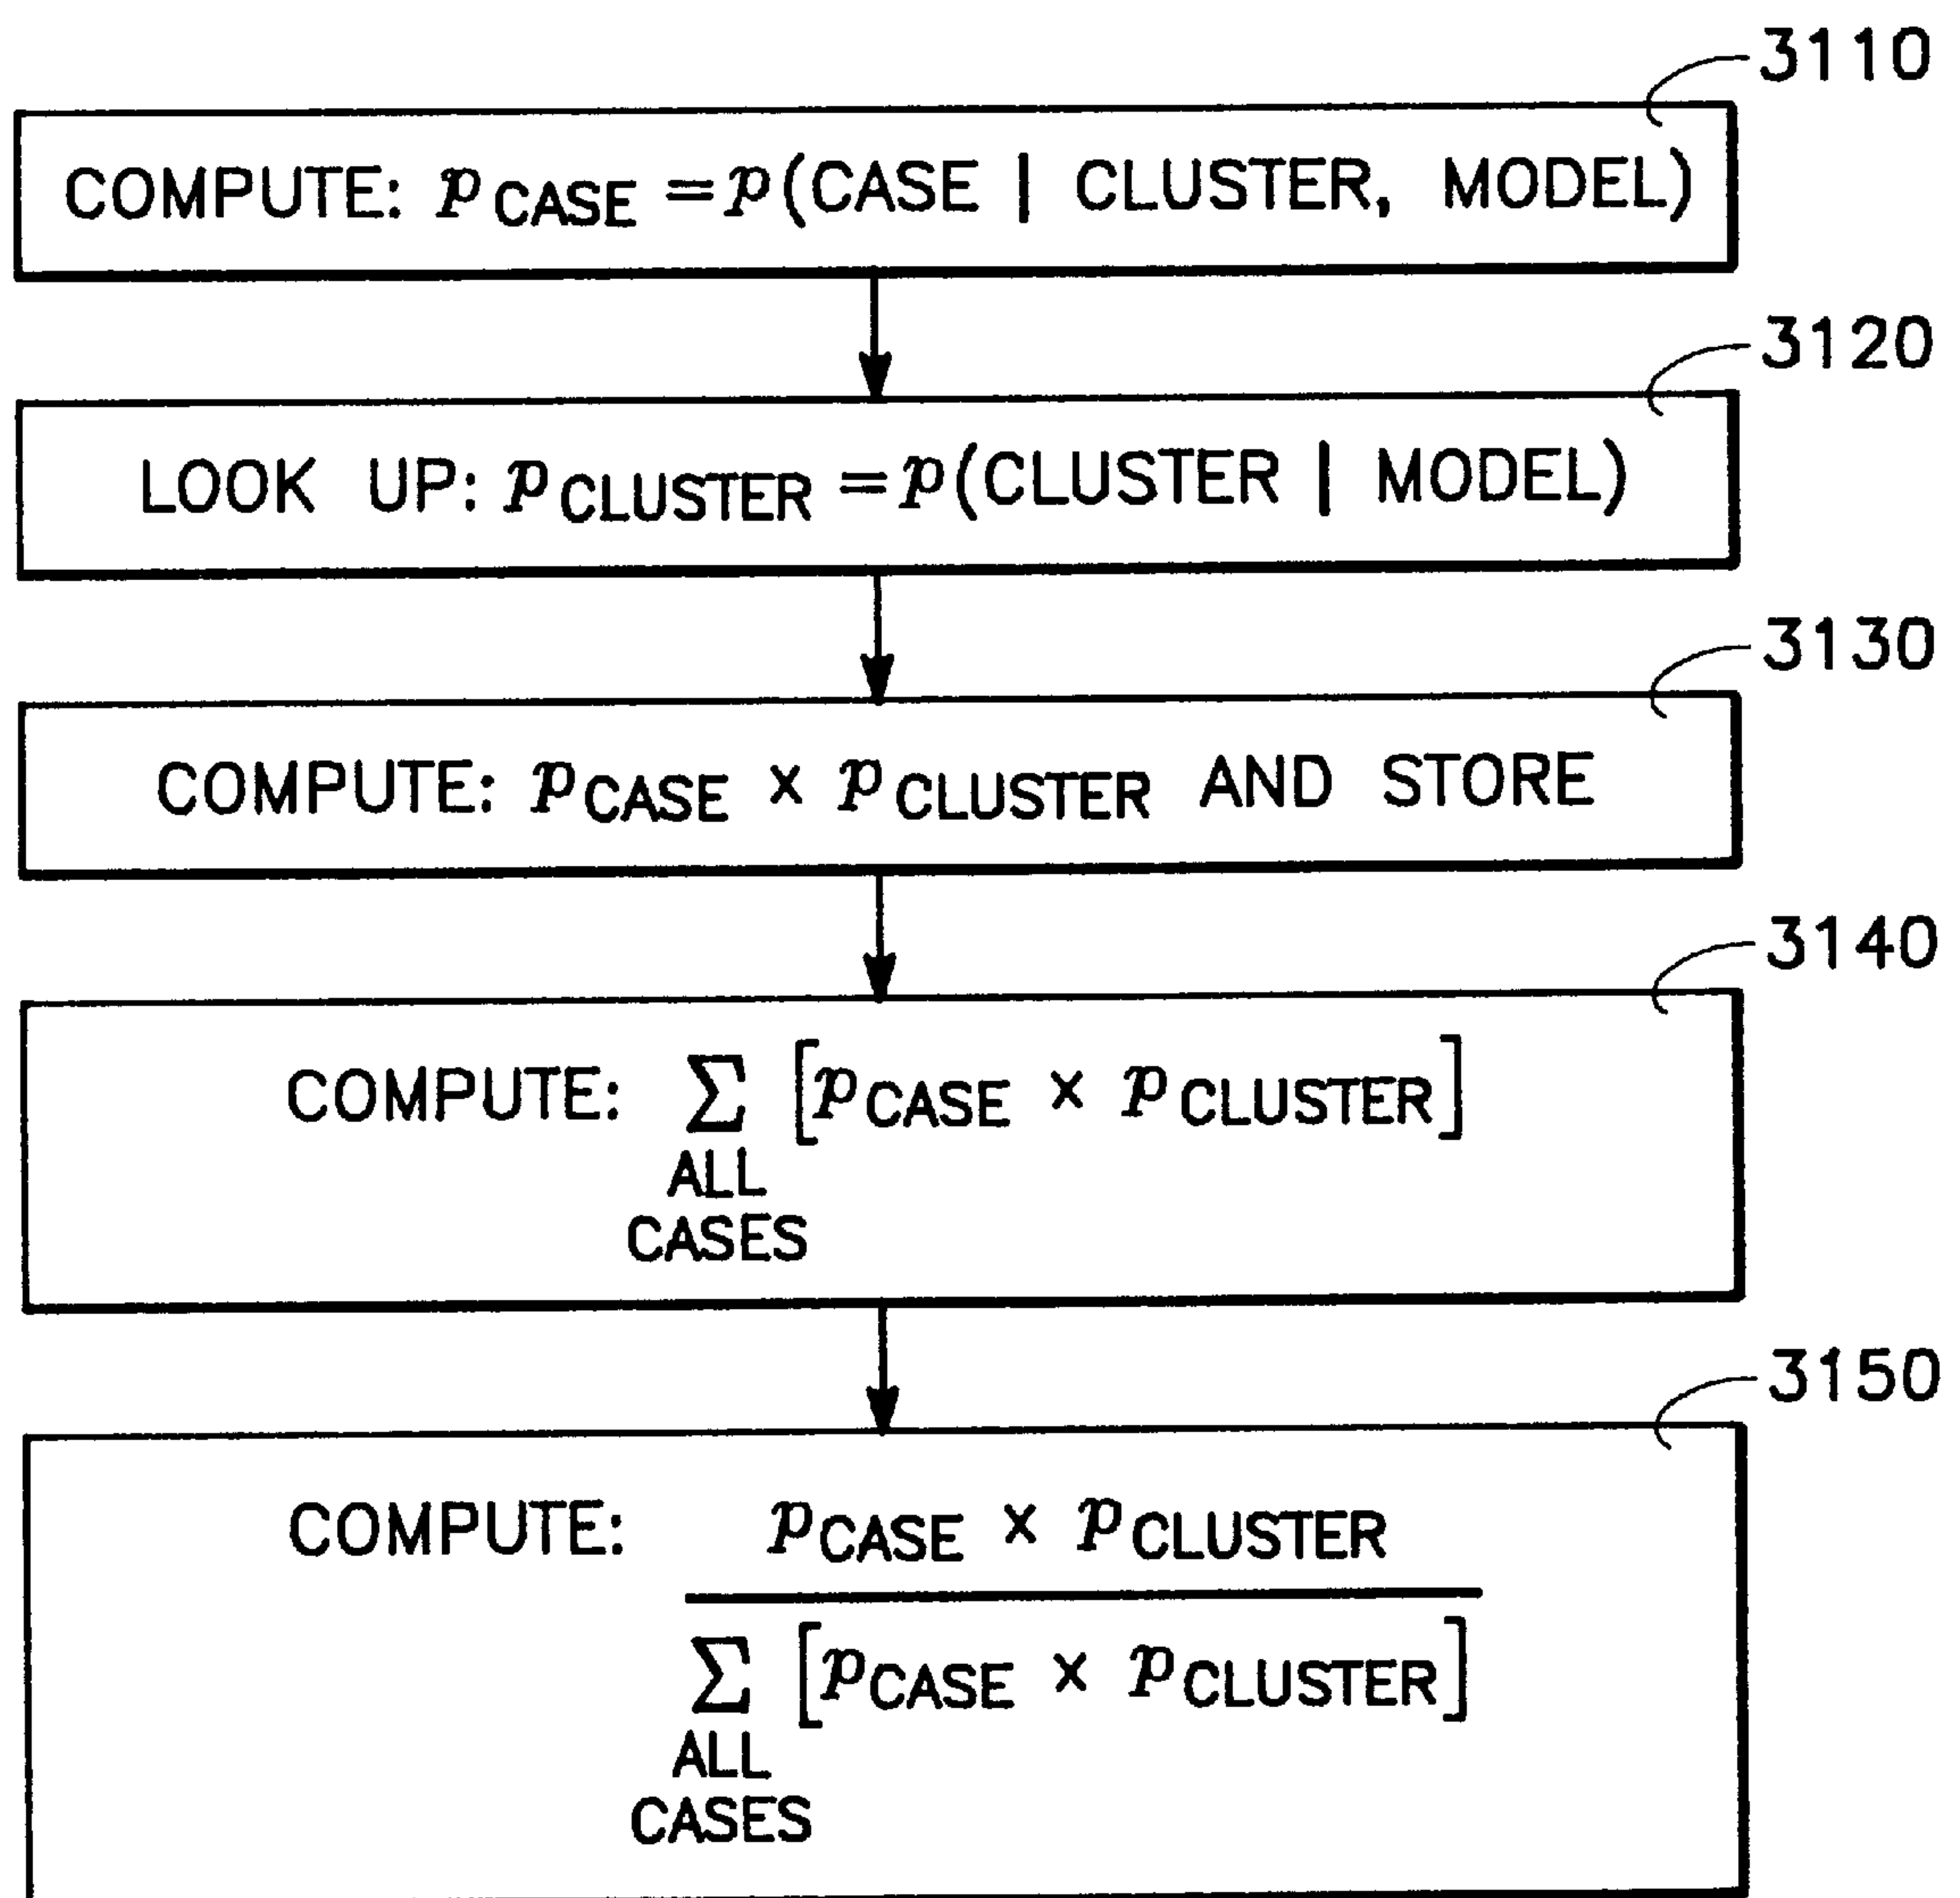 3110
COMPUTE: p CASE = p(CASE | CLUSTER, MODEL)
3120
LOOK UP: p CLUSTER = p(CLUSTER | MODEL)
3130
COMPUTE: p CASE x p CLUSTER AND STORE
3140
COMPUTE: Σ [p CASE x p CLUSTER]
ALL
CASES
3150
COMPUTE: p CASE x p CLUSTER
Σ [p CASE x p CLUSTER]
ALL
CASES